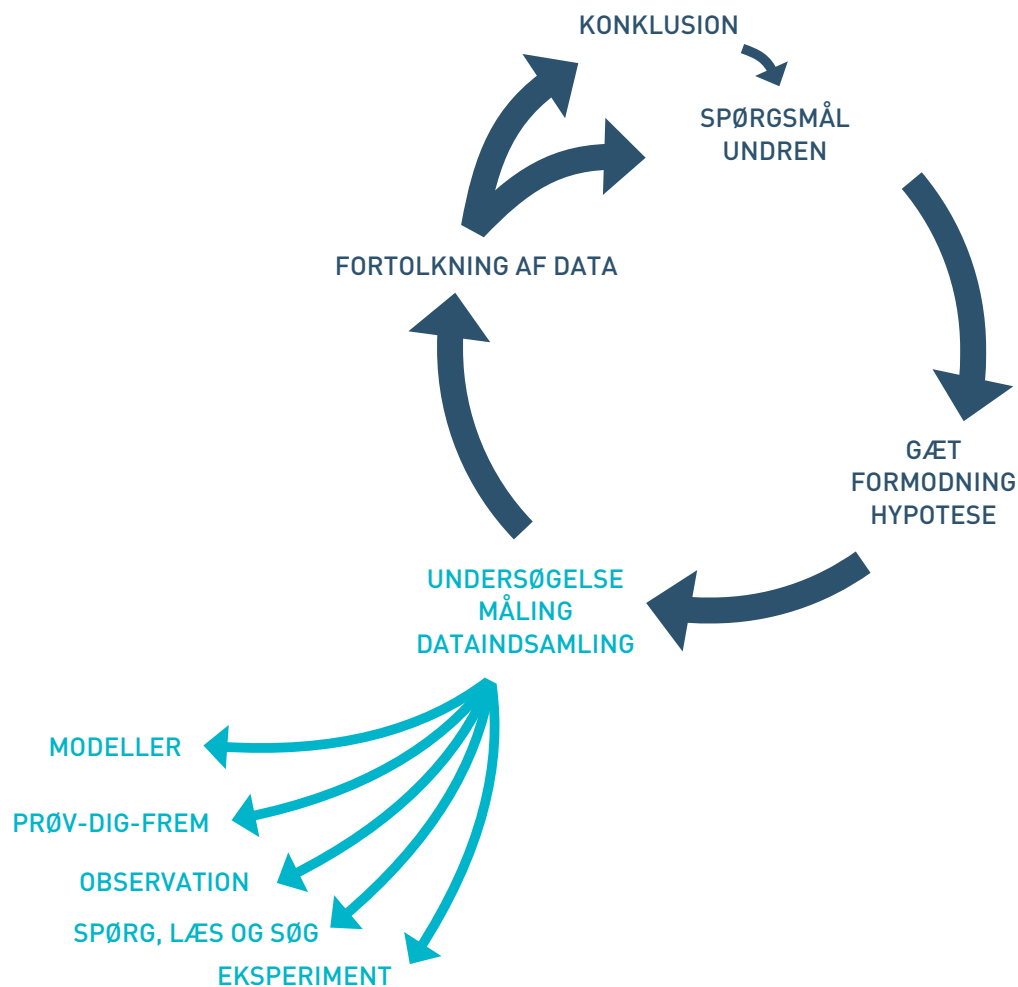 KONKLUSION
SPØRGSMÅL
UNDREN
FORTOLKNING AF DATA
GÆT
FORMODNING
HYPOTESE
UNDERSØGELSE
MÅLING
DATAINDSAMLING
MODELLER
PRØV-DIG-FREM
OBSERVATION
SPØRG, LÆS OG SØG
EKSPERIMENT